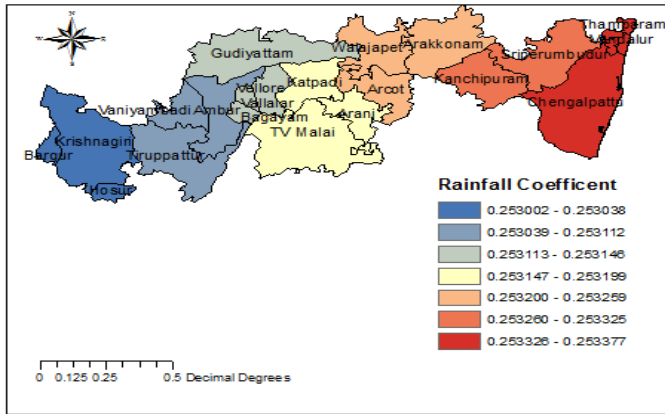 Thamparam
Gudiyattam
Walajapet
Arakkonam
Sriperumbudur
Katpadi
Kanchipuram
Vellore
Arcot
Chengalpattu
Vaniyambadi
Ambar
Vallalar
Bagayam
Arani
Krishnagiri
TV Malai
Bargur
Tiruppattur
Hosur
Rainfall Coefficent
0.253002 - 0.253038
0.253039 - 0.253112
0.253113 - 0.253146
0.253147 - 0.253199
0.253200 - 0.253259
0.253260 - 0.253325
0.253326 - 0.253377
0 0.125 0.25 0.5 Decimal Degrees